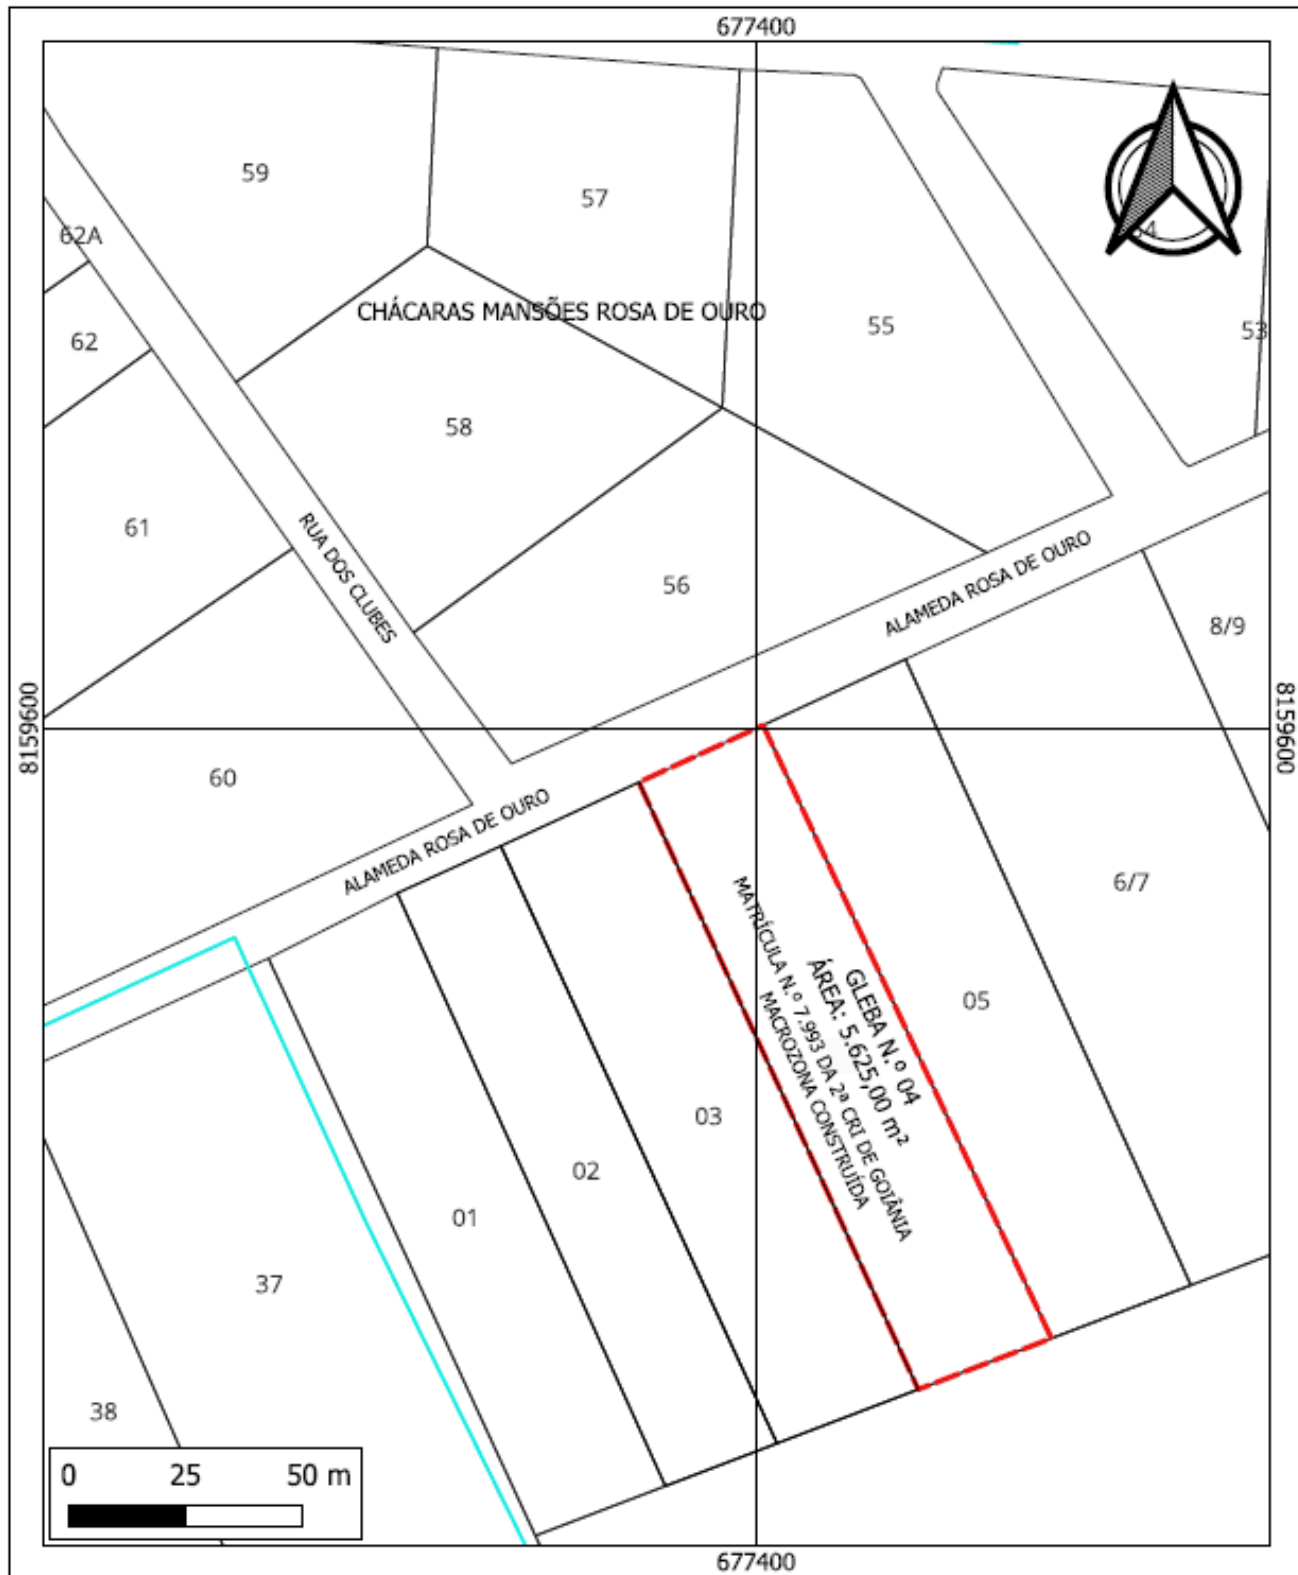 677400
59
57
62A
CHÁCARAS MANSÕES ROSA DE OURO
55
53
62
58
61
RUA DOS CLUBES
56
ALAMEDA ROSA DE OURO
8/9
8159600
8159600
60
ALAMEDA ROSA DE OURO
6/7
GLEBA N.º 04
ÁREA: 5.625,00 m²
MATRÍCULA N.º 7.993 DA 2ª CRI DE GOIÂNIA
MACROZONA CONSTRUÍDA
05
03
02
01
37
38
0 25 50 m
677400